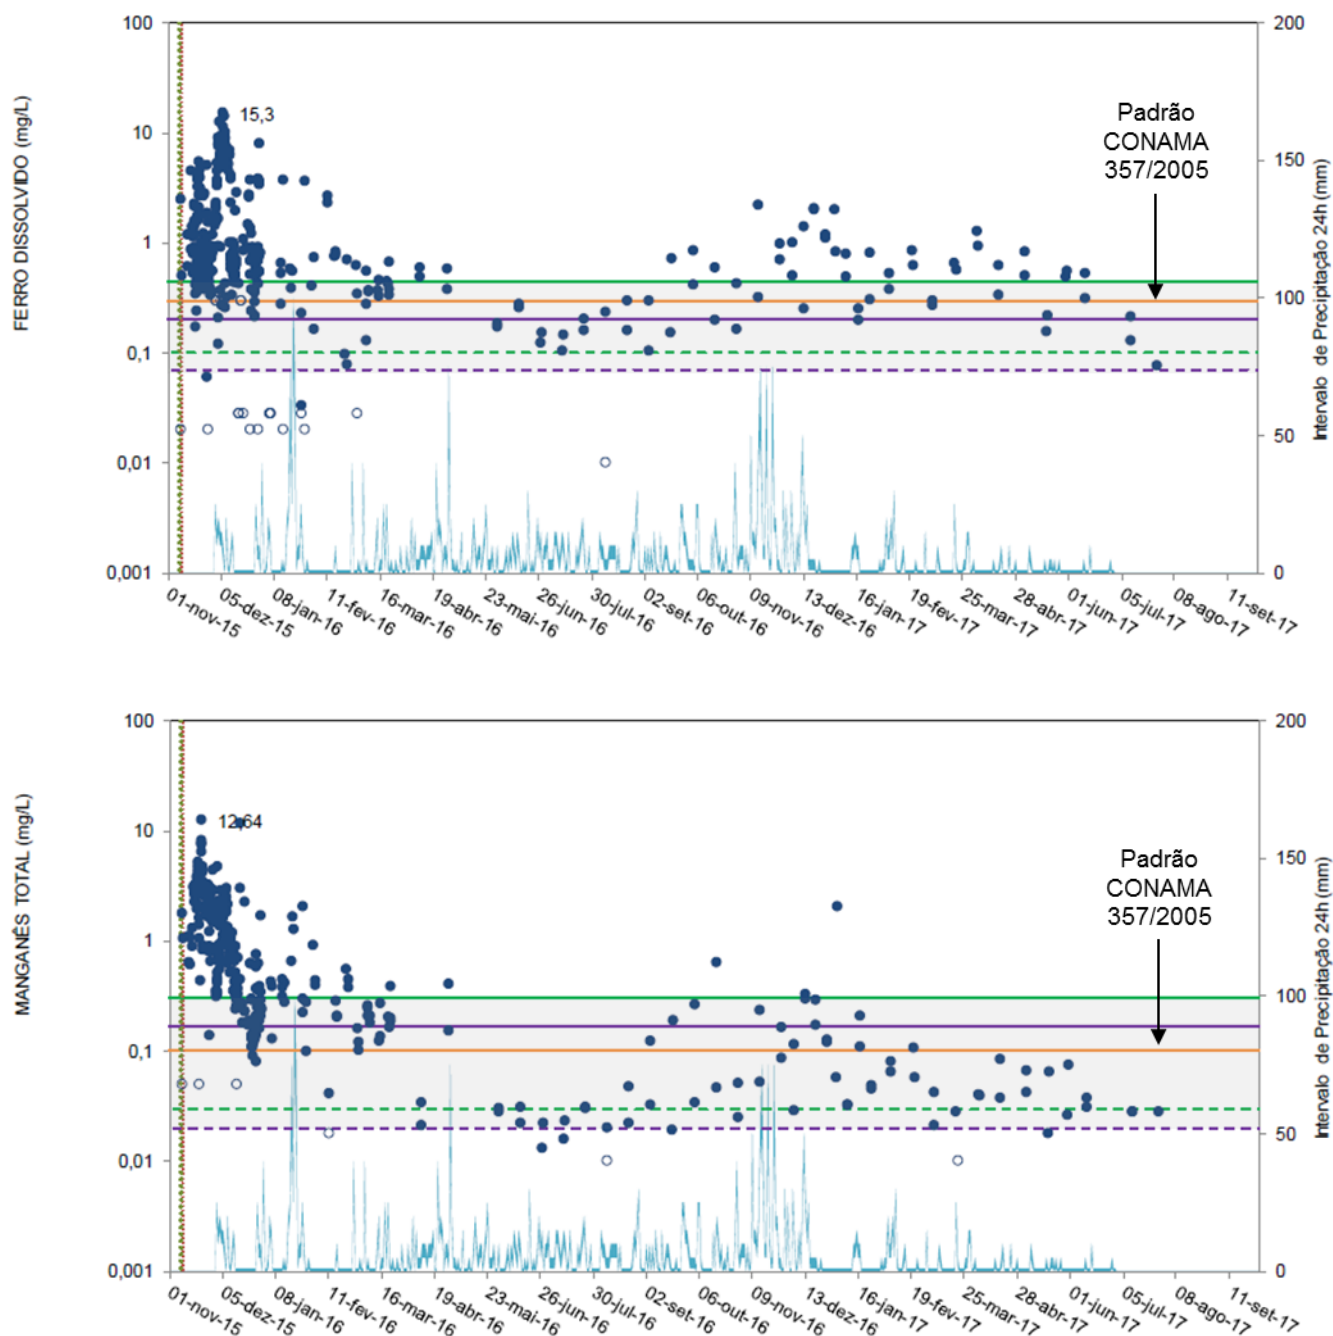 FERRO DISSOLVIDO (mg/L)
100
10
1
0,1
0,01
0,001
15,3
Padrão
CONAMA
357/2005
200
150
100
50
0
Intervalo de Precipitação 24h (mm)
01-nov-15
05-dez-15
08-jan-16
11-fev-16
16-mar-16
19-abr-16
23-mai-16
26-jun-16
30-jul-16
02-set-16
06-out-16
09-nov-16
13-dez-16
16-jan-17
19-fev-17
25-mar-17
28-abr-17
01-jun-17
05-jul-17
08-ago-17
11-set-17
MANGANÊS TOTAL (mg/L)
100
10
1
0,1
0,01
0,001
12,64
Padrão
CONAMA
357/2005
200
150
100
50
0
Intervalo de Precipitação 24h (mm)
01-nov-15
05-dez-15
08-jan-16
11-fev-16
16-mar-16
19-abr-16
23-mai-16
26-jun-16
30-jul-16
02-set-16
06-out-16
09-nov-16
13-dez-16
16-jan-17
19-fev-17
25-mar-17
28-abr-17
01-jun-17
05-jul-17
08-ago-17
11-set-17